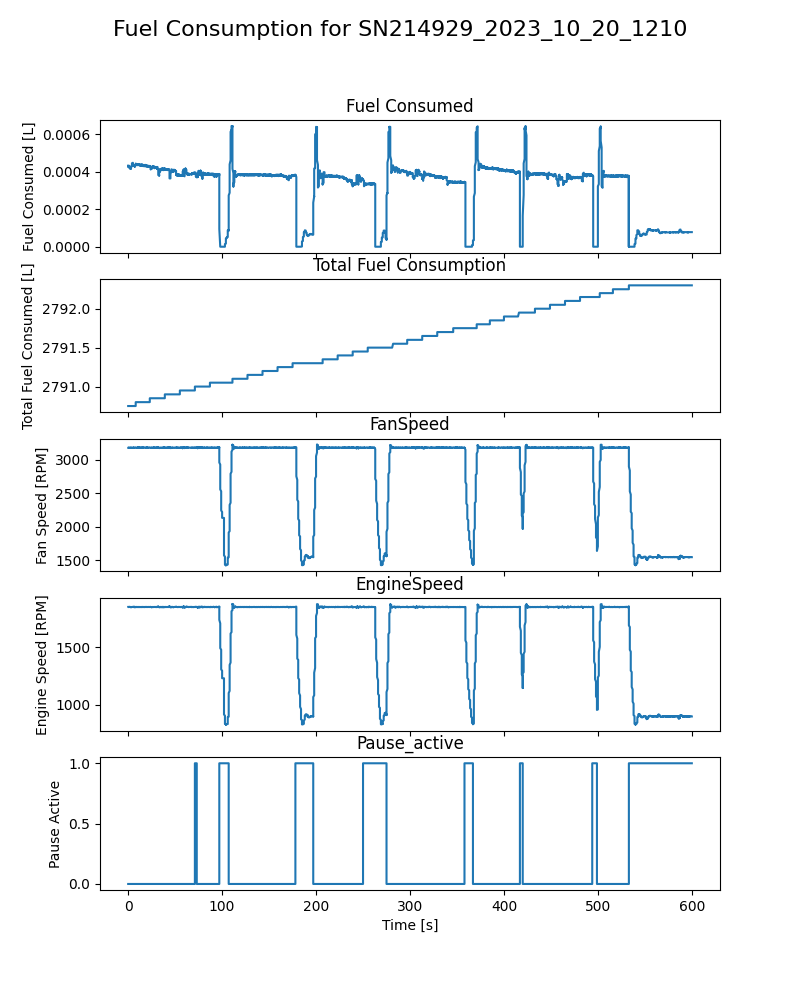 Fuel Consumption for SN214929_2023_10_20_1210
Fuel Consumed
Fuel Consumed [L]
0.0006
0.0004
0.0002
0.0000
Total Fuel Consumption
Total Fuel Consumed [L]
2792.0
2791.5
2791.0
FanSpeed
Fan Speed [RPM]
3000
2500
2000
1500
EngineSpeed
Engine Speed [RPM]
1500
1000
Pause_active
Pause Active
1.0
0.5
0.0
0 100 200 300 400 500 600
Time [s]